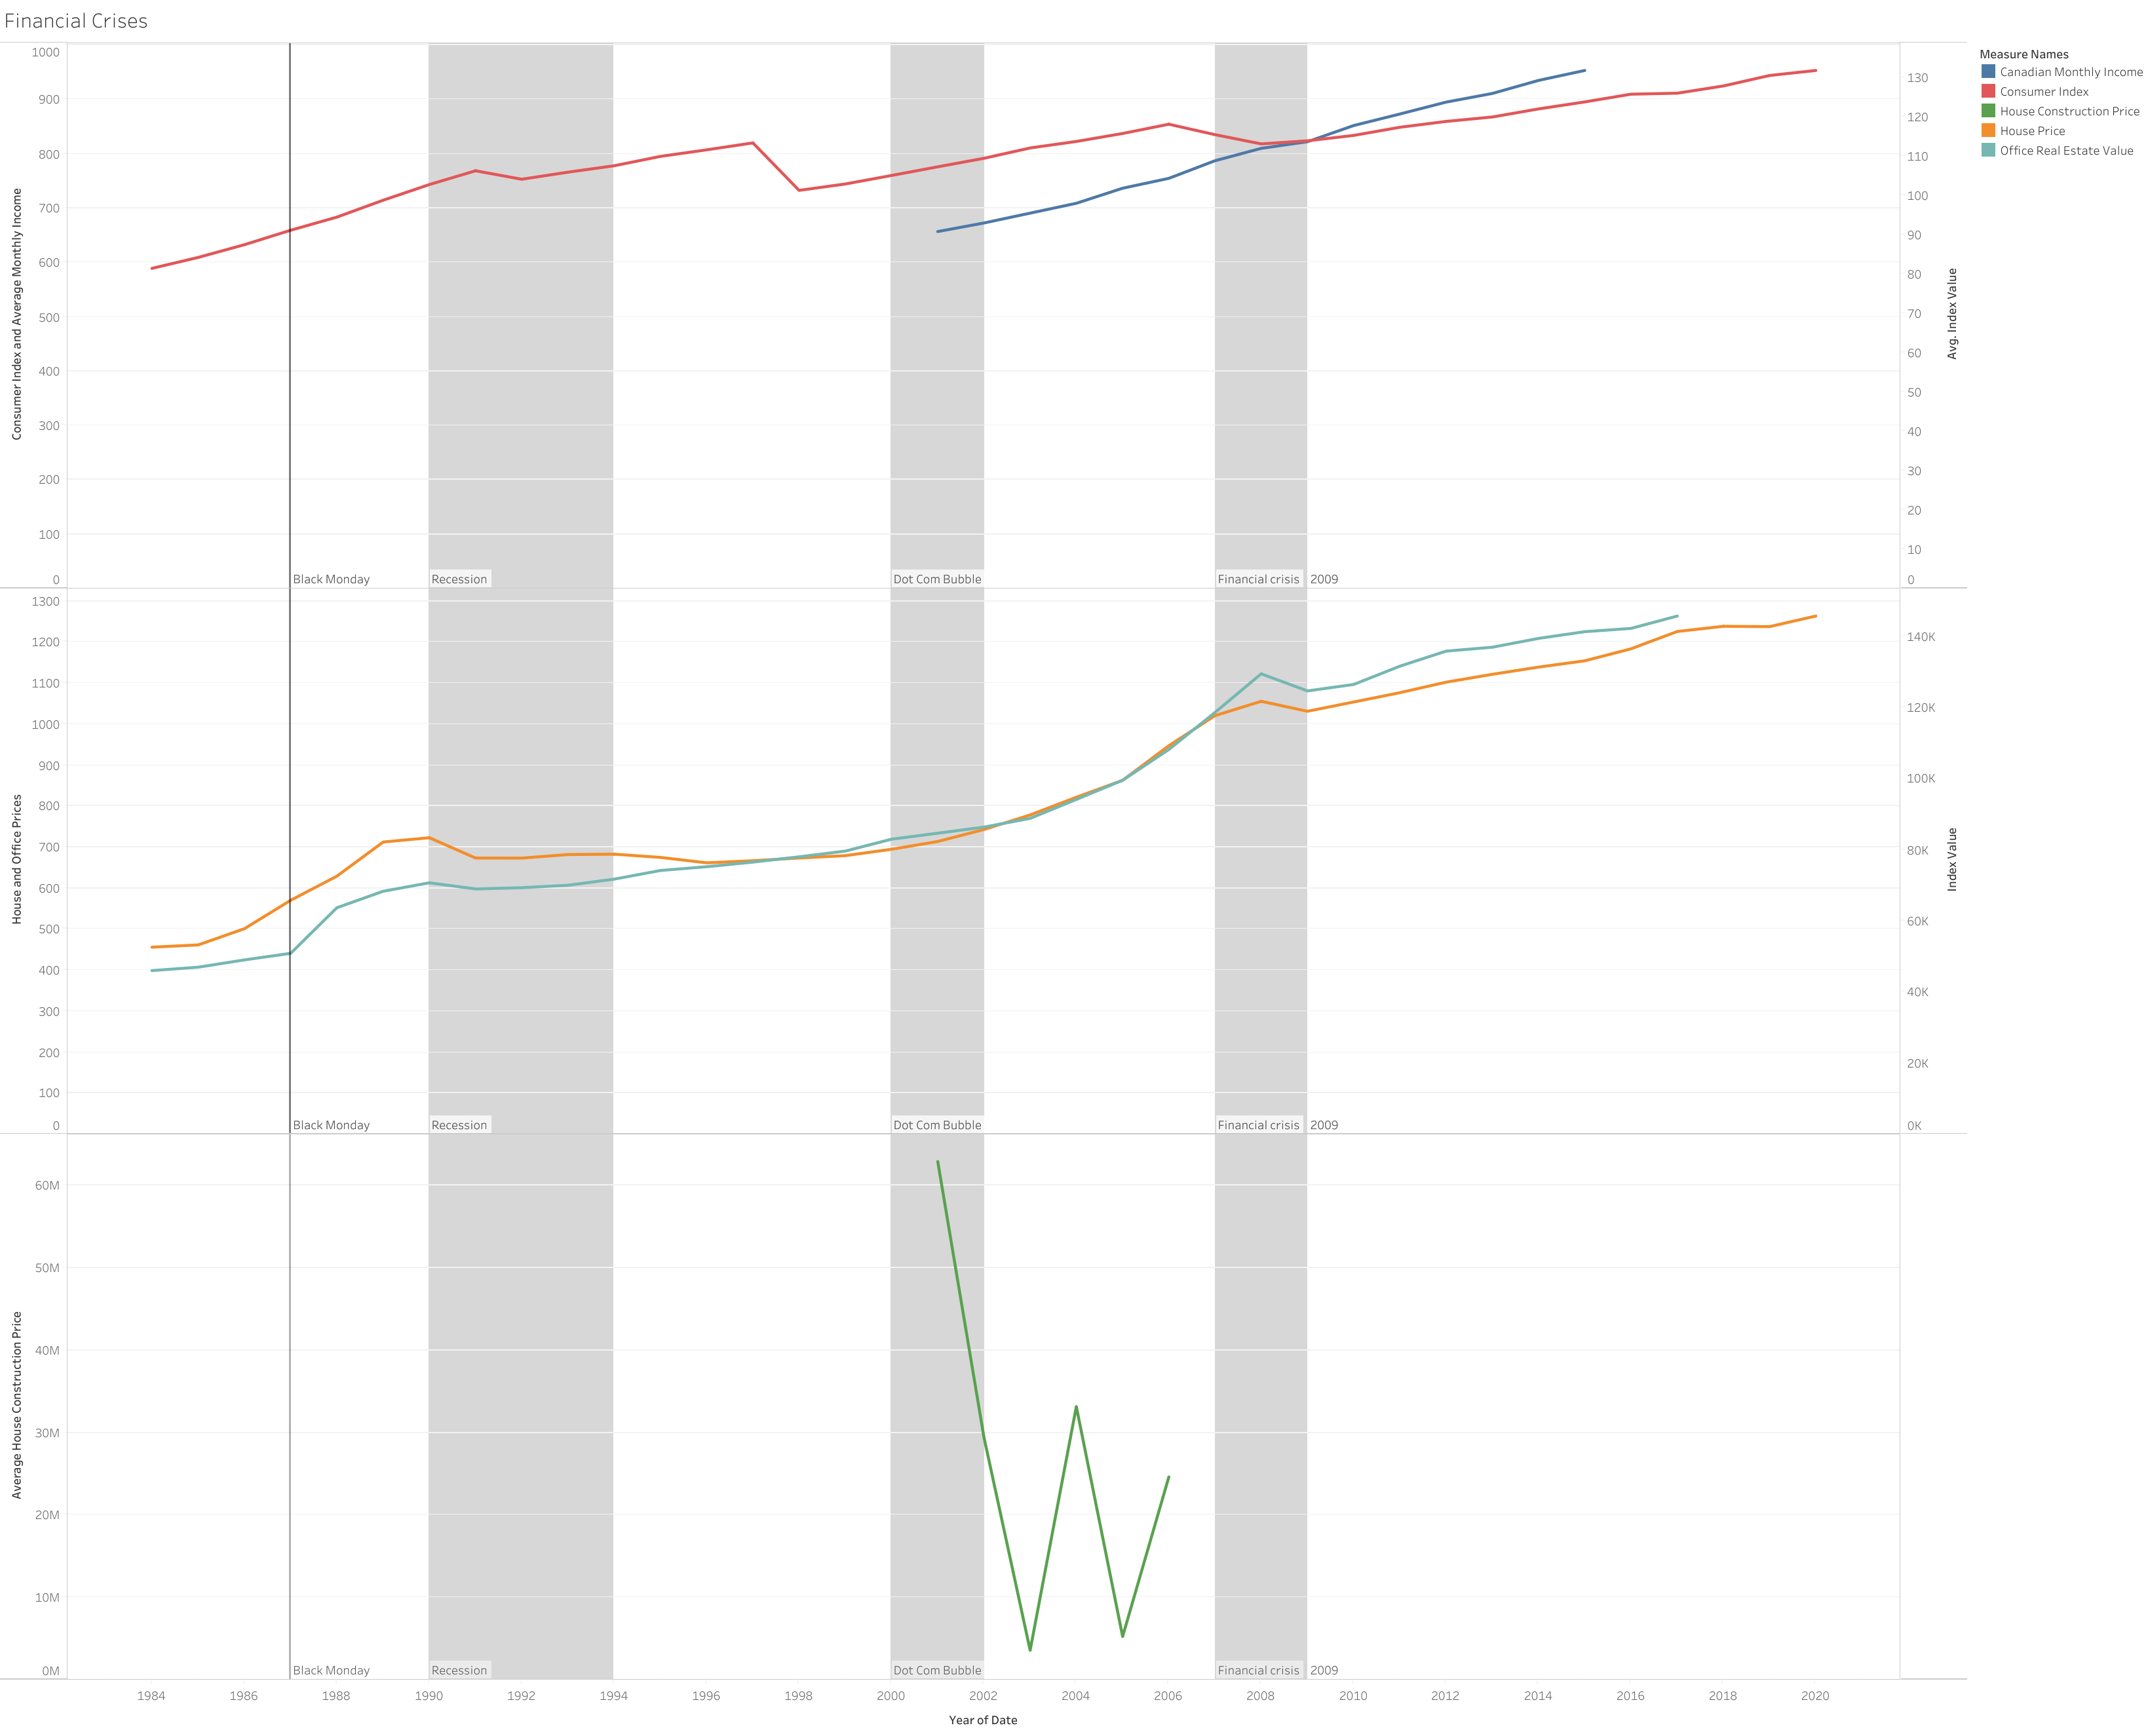 Financial Crises
Measure Names
Canadian Monthly Income
Consumer Index
House Construction Price
House Price
Office Real Estate Value
Consumer Index and Average Monthly Income
1000
900
800
700
600
500
400
300
200
100
0
Black Monday
Recession
Dot Com Bubble
Financial crisis
2009
130
120
110
100
90
80
70
60
50
40
30
20
10
0
Avg. Index Value
House and Office Prices
1300
1200
1100
1000
900
800
700
600
500
400
300
200
100
0
Black Monday
Recession
Dot Com Bubble
Financial crisis
2009
140K
120K
100K
80K
60K
40K
20K
0K
Index Value
Average House Construction Price
60M
50M
40M
30M
20M
10M
0M
Black Monday
Recession
Dot Com Bubble
Financial crisis
2009
1984 1986 1988 1990 1992 1994 1996 1998 2000 2002 2004 2006 2008 2010 2012 2014 2016 2018 2020
Year of Date